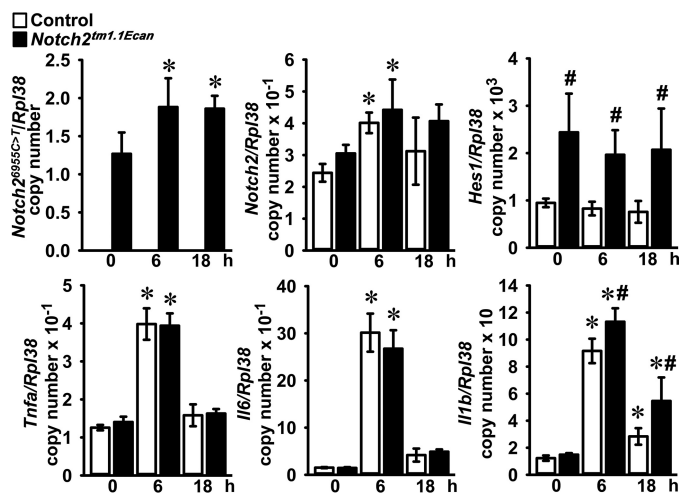 Control
Notch2tm1.1Ecan
Notch26955C>T/Rpl38
copy number
2.5
2.0
1.5
1.0
0.5
0.0
0 6 18 h
Notch2/Rpl38
copy number x 10-1
6
5
4
3
2
1
0
* *
0 6 18 h
Hes1/Rpl38
copy number x 103
4
3
2
1
0
# # #
0 6 18 h
* *
Tnfa/Rpl38
copy number x 10-1
5
4
3
2
1
0
* *
0 6 18 h
Il6/Rpl38
copy number x 10-1
40
30
20
10
0
* *
0 6 18 h
Il1b/Rpl38
copy number x 10
14
12
10
8
6
4
2
0
* *# * *#
0 6 18 h